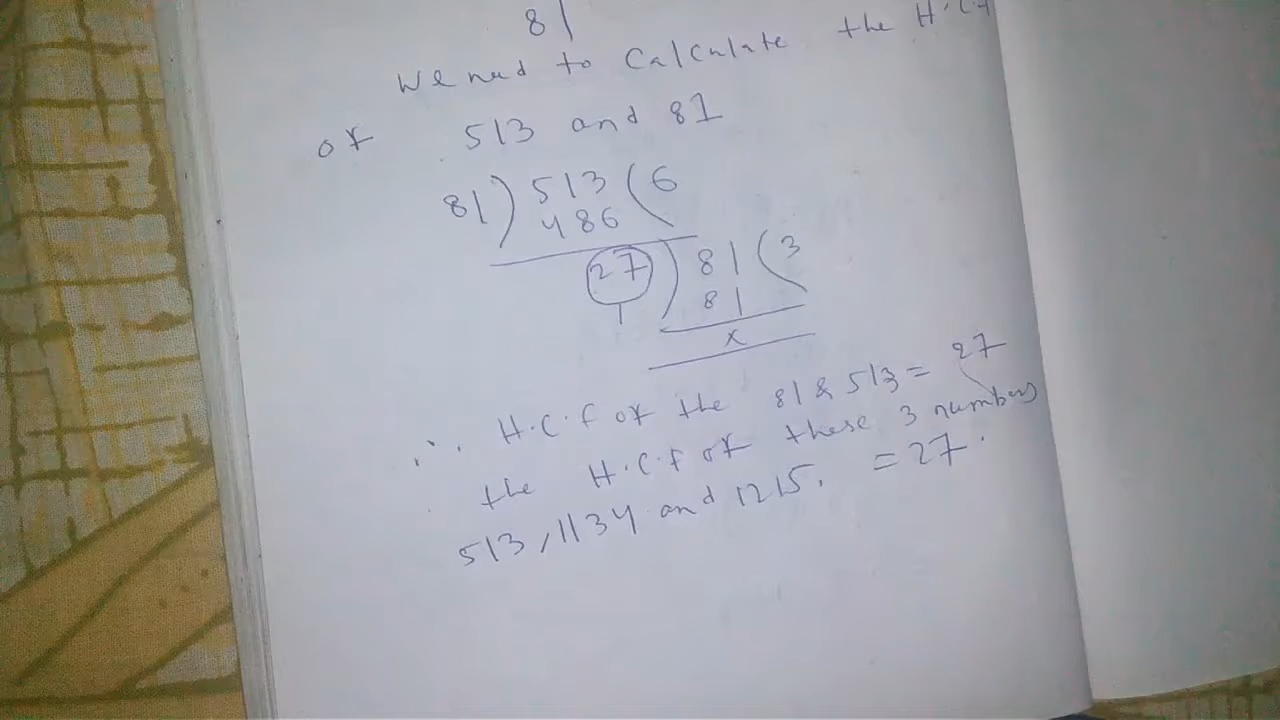 81
We need to Calculate the H.C.f
of 513 and 81
81) 513 (6
486
27) 81 (3
81
x
∴ H.C.f of the 81 & 513 = 27
the H.C.f of these 3 numbers
513, 1134 and 1215. = 27.